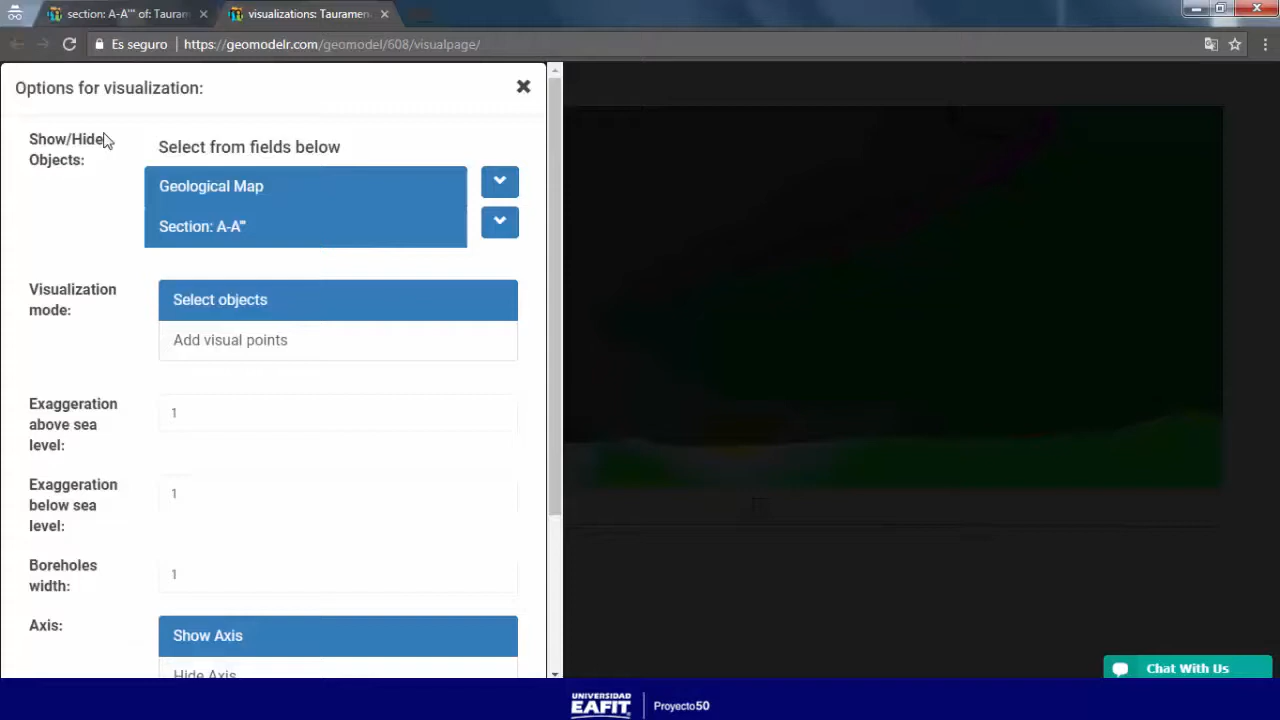 section: A-A''' of: Tauram
visualizations: Tauramen
Es seguro
https://geomodelr.com/geomodel/608/visualpage/
Options for visualization:
Show/Hide
Objects:
Select from fields below
Geological Map
Section: A-A'''
Visualization
mode:
Select objects
Add visual points
Exaggeration
above sea
level:
1
Exaggeration
below sea
level:
1
Boreholes
width:
1
Axis:
Show Axis
Hide Axis
Chat With Us
UNIVERSIDAD
EAFIT
Proyecto50